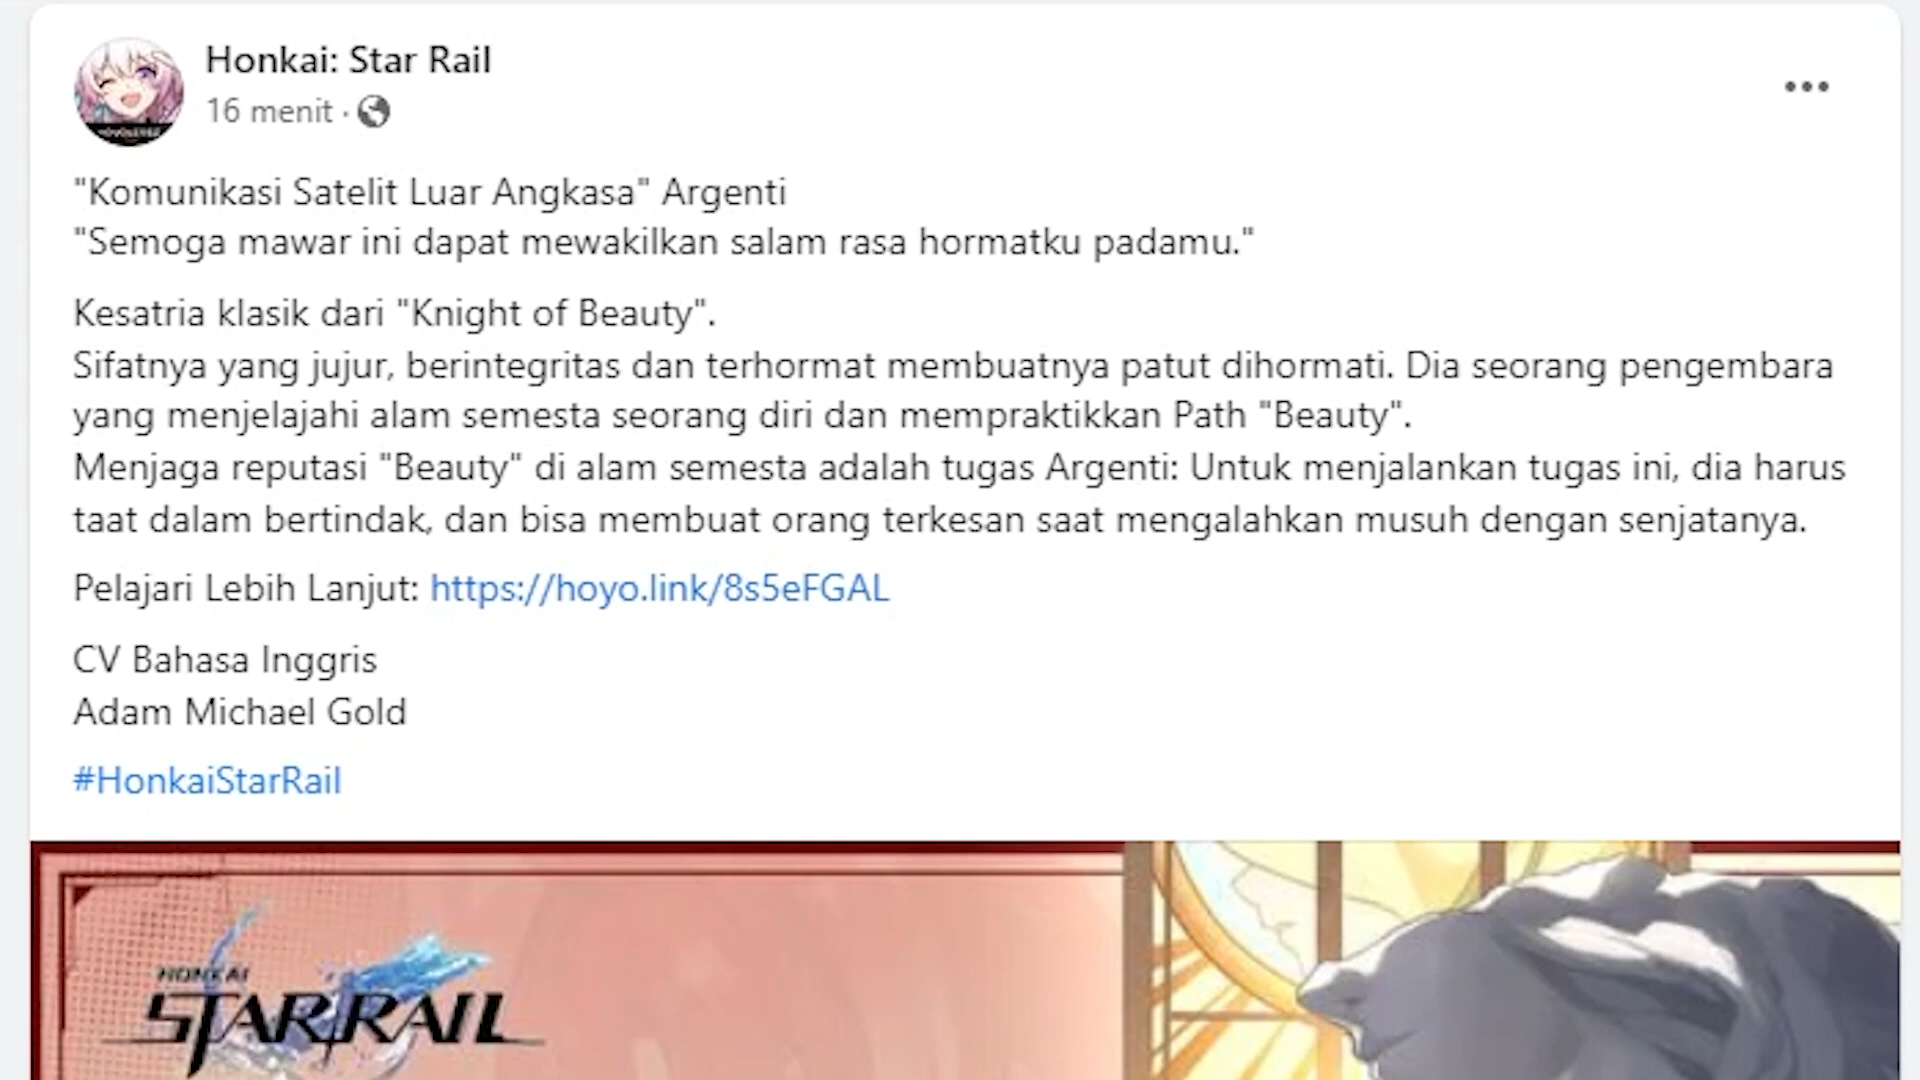 Honkai: Star Rail
16 menit ·
"Komunikasi Satelit Luar Angkasa" Argenti
"Semoga mawar ini dapat mewakilkan salam rasa hormatku padamu."
Kesatria klasik dari "Knight of Beauty".
Sifatnya yang jujur, berintegritas dan terhormat membuatnya patut dihormati. Dia seorang pengembara
yang menjelajahi alam semesta seorang diri dan mempraktikkan Path "Beauty".
Menjaga reputasi "Beauty" di alam semesta adalah tugas Argenti: Untuk menjalankan tugas ini, dia harus
taat dalam bertindak, dan bisa membuat orang terkesan saat mengalahkan musuh dengan senjatanya.
Pelajari Lebih Lanjut: https://hoyo.link/8s5eFGAL
CV Bahasa Inggris
Adam Michael Gold
#HonkaiStarRail
HONKAI
STAR RAIL